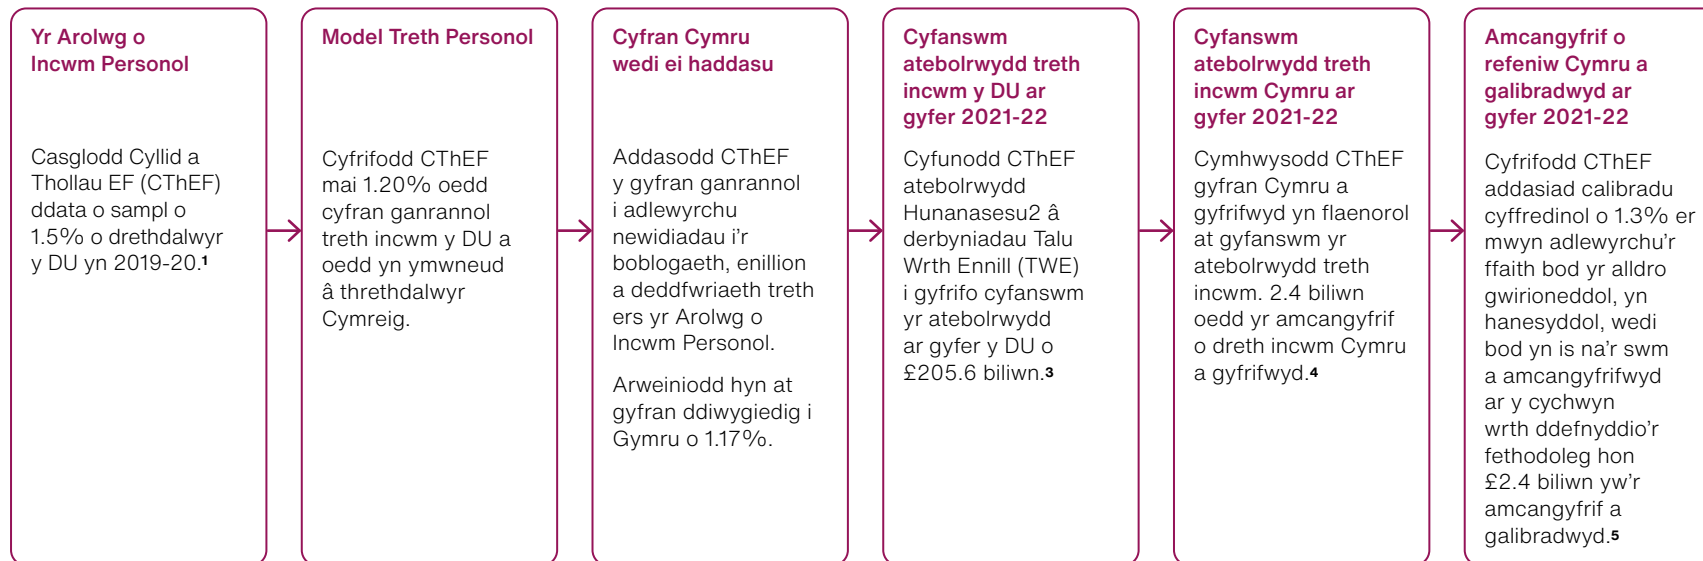 Yr Arolwg o
Incwm Personol
Casglodd Cyllid a
Thollau EF (CThEF)
ddata o sampl o
1.5% o drethdalwyr
y DU yn 2019-20.1
Model Treth Personol
Cyfrifodd CThEF
mai 1.20% oedd
cyfran ganrannol
treth incwm y DU a
oedd yn ymwneud
â threthdalwyr
Cymreig.
Cyfran Cymru
wedi ei haddasu
Addasodd CThEF
y gyfran ganrannol
i adlewyrchu
newidiadau i'r
boblogaeth, enillion
a deddfwriaeth treth
ers yr Arolwg o
Incwm Personol.
Arweiniodd hyn at
gyfran ddiwygiedig i
Gymru o 1.17%.
Cyfanswm
atebolrwydd treth
incwm y DU ar
gyfer 2021-22
Cyfunodd CThEF
atebolrwydd
Hunanasesu2 â
derbyniadau Talu
Wrth Ennill (TWE)
i gyfrifo cyfanswm
yr atebolrwydd
ar gyfer y DU o
£205.6 biliwn.3
Cyfanswm
atebolrwydd treth
incwm Cymru ar
gyfer 2021-22
Cymhwysodd CThEF
gyfran Cymru a
gyfrifwyd yn flaenorol
at gyfanswm yr
atebolrwydd treth
incwm. 2.4 biliwn
oedd yr amcangyfrif
o dreth incwm Cymru
a gyfrifwyd.4
Amcangyfrif o
refeniw Cymru a
galibradwyd ar
gyfer 2021-22
Cyfrifodd CThEF
addasiad calibradu
cyffredinol o 1.3% er
mwyn adlewyrchu'r
ffaith bod yr alldro
gwirioneddol, yn
hanesyddol, wedi
bod yn is na'r swm
a amcangyfrifwyd
ar y cychwyn
wrth ddefnyddio'r
fethodoleg hon
£2.4 biliwn yw'r
amcangyfrif a
galibradwyd.5